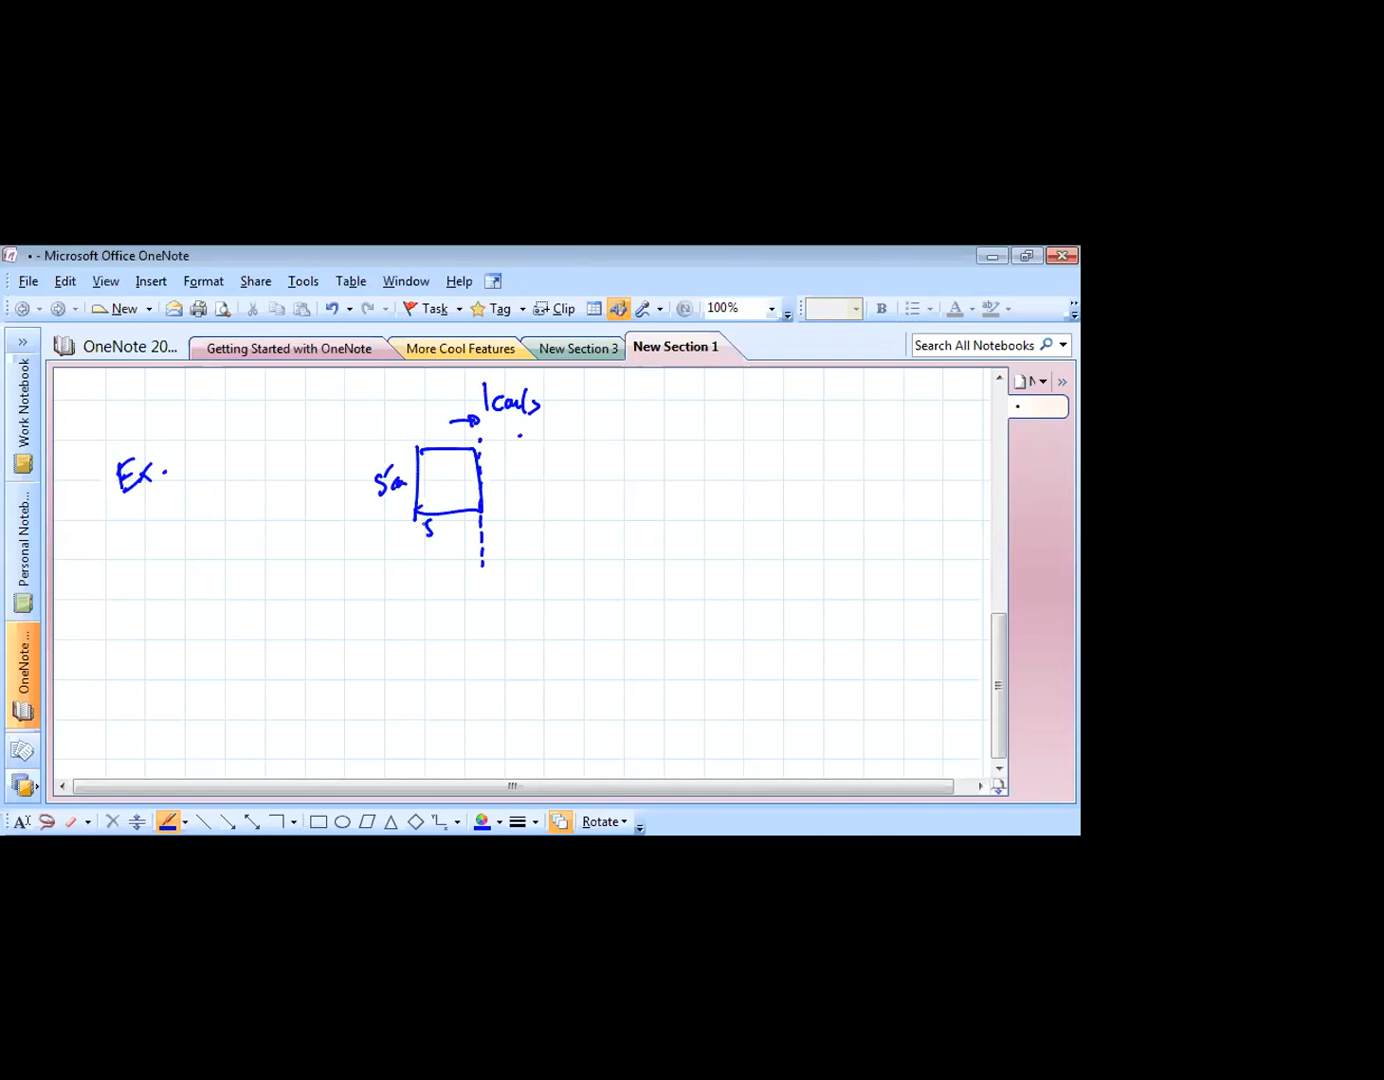 • - Microsoft Office OneNote
File Edit View Insert Format Share Tools Table Window Help
New Task Tag Clip 100% B A ab
OneNote 20... Getting Started with OneNote More Cool Features New Section 3 New Section 1 Search All Notebooks
N
•
Work Notebook
Personal Noteb...
OneNote...
1cm/s
Ex.
5cm
5
A Rotate